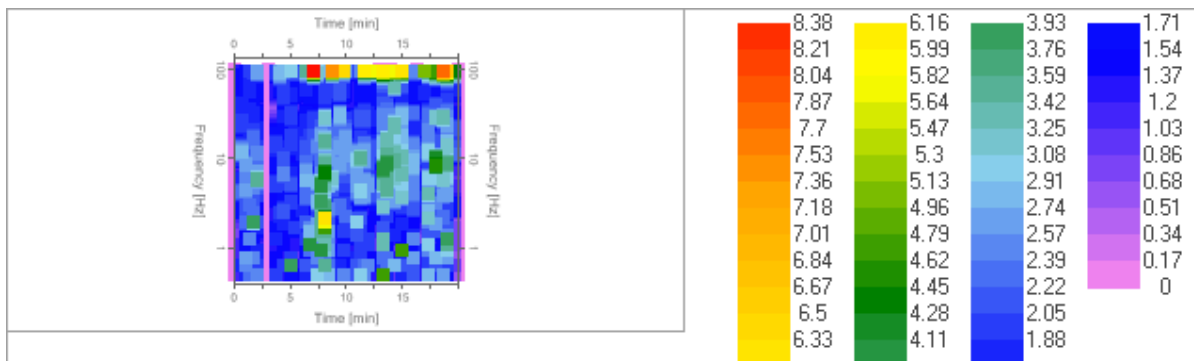 Time [min]
0 5 10 15
100 100
Frequency [Hz] Frequency [Hz]
10 10
1 1
0 5 10 15
Time [min]
8.38 6.16 3.93 1.71
8.21 5.99 3.76 1.54
8.04 5.82 3.59 1.37
7.87 5.64 3.42 1.2
7.7 5.47 3.25 1.03
7.53 5.3 3.08 0.86
7.36 5.13 2.91 0.68
7.18 4.96 2.74 0.51
7.01 4.79 2.57 0.34
6.84 4.62 2.39 0.17
6.67 4.45 2.22 0
6.5 4.28 2.05
6.33 4.11 1.88